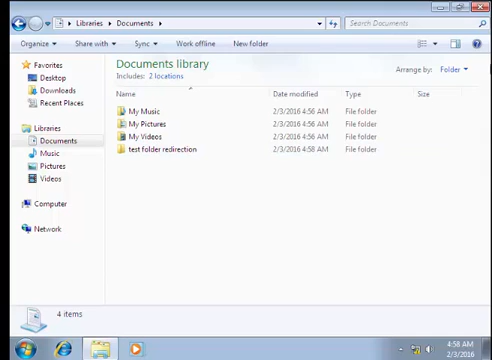 Libraries ▸ Documents ▸
Search Documents
Organize Share with Sync Work offline New folder
Favorites
Desktop
Downloads
Recent Places
Libraries
Documents
Music
Pictures
Videos
Computer
Network
Documents library
Includes: 2 locations
Arrange by: Folder
Name Date modified Type Size
My Music 2/3/2016 4:56 AM File folder
My Pictures 2/3/2016 4:56 AM File folder
My Videos 2/3/2016 4:56 AM File folder
test folder redirection 2/3/2016 4:58 AM File folder
4 items
4:58 AM
2/3/2016